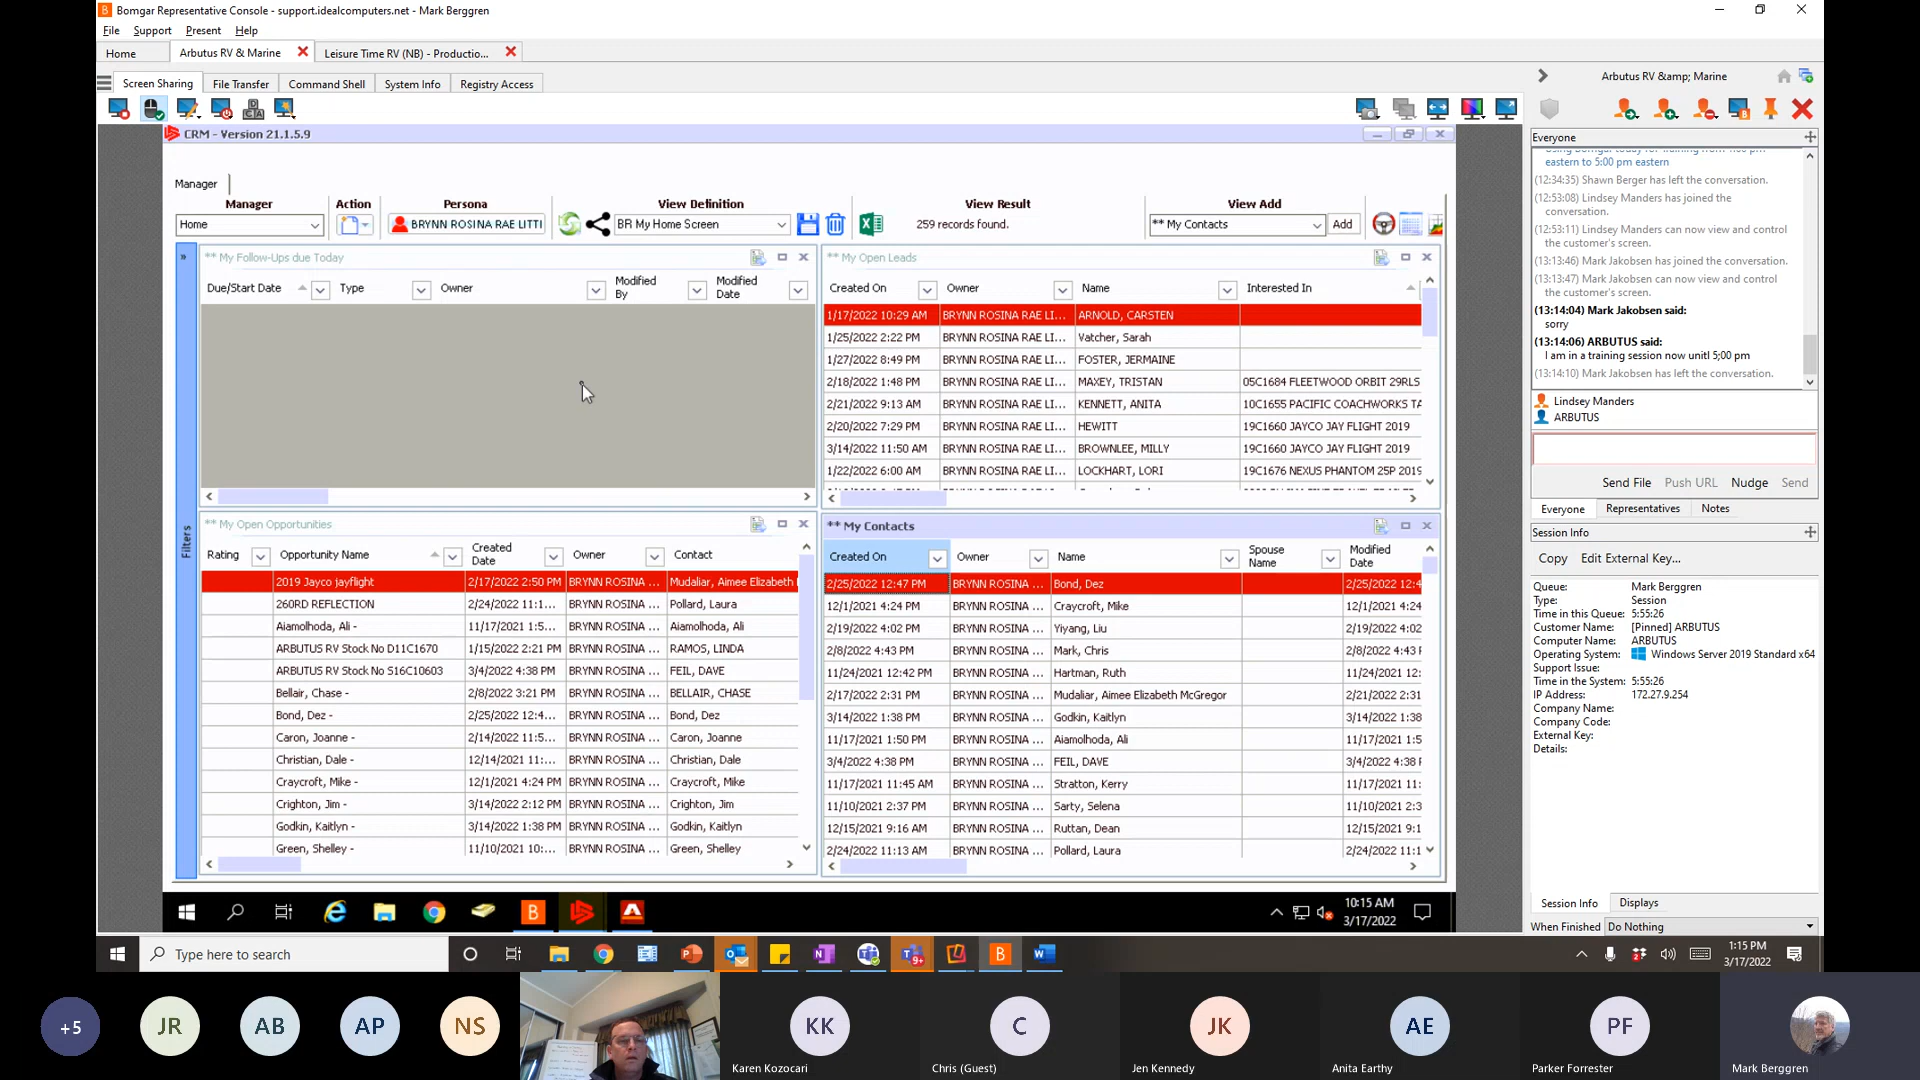 Bomgar Representative Console - support.idealcomputers.net - Mark Berggren
File Support Present Help
Home Arbutus RV & Marine Leisure Time RV (NB) - Productio...
Screen Sharing File Transfer Command Shell System Info Registry Access
Arbutus RV &amp; Marine
CRM - Version 21.1.5.9
Manager
Manager Action Persona View Definition View Result View Add
Home BRYNN ROSINA RAE LITTI BR My Home Screen 259 records found. ** My Contacts Add
Filters
** My Follow-Ups due Today
Due/Start Date Type Owner Modified By Modified Date
** My Open Leads
Created On Owner Name Interested In
1/17/2022 10:29 AM BRYNN ROSINA RAE LI... ARNOLD, CARSTEN
1/25/2022 2:22 PM BRYNN ROSINA RAE LI... Vatcher, Sarah
1/27/2022 8:49 PM BRYNN ROSINA RAE LI... FOSTER, JERMAINE
2/18/2022 1:48 PM BRYNN ROSINA RAE LI... MAXEY, TRISTAN 05C1684 FLEETWOOD ORBIT 29RLS
2/21/2022 9:13 AM BRYNN ROSINA RAE LI... KENNETT, ANITA 10C1655 PACIFIC COACHWORKS TA
2/20/2022 7:29 PM BRYNN ROSINA RAE LI... HEWITT 19C1660 JAYCO JAY FLIGHT 2019
3/14/2022 11:50 AM BRYNN ROSINA RAE LI... BROWNLEE, MILLY 19C1660 JAYCO JAY FLIGHT 2019
1/22/2022 6:00 AM BRYNN ROSINA RAE LI... LOCKHART, LORI 19C1676 NEXUS PHANTOM 25P 2019
** My Open Opportunities
Rating Opportunity Name Created Date Owner Contact
2019 Jayco jayflight 2/17/2022 2:50 PM BRYNN ROSINA ... Mudaliar, Aimee Elizabeth
260RD REFLECTION 2/24/2022 11:1... BRYNN ROSINA ... Pollard, Laura
Aiamolhoda, Ali - 11/17/2021 1:5... BRYNN ROSINA ... Aiamolhoda, Ali
ARBUTUS RV Stock No D11C1670 1/15/2022 2:21 PM BRYNN ROSINA ... RAMOS, LINDA
ARBUTUS RV Stock No S16C10603 3/4/2022 4:38 PM BRYNN ROSINA ... FEIL, DAVE
Bellair, Chase - 2/8/2022 3:21 PM BRYNN ROSINA ... BELLAIR, CHASE
Bond, Dez - 2/25/2022 12:4... BRYNN ROSINA ... Bond, Dez
Caron, Joanne - 2/14/2022 11:5... BRYNN ROSINA ... Caron, Joanne
Christian, Dale - 12/14/2021 11:... BRYNN ROSINA ... Christian, Dale
Craycroft, Mike - 12/1/2021 4:24 PM BRYNN ROSINA ... Craycroft, Mike
Crighton, Jim - 3/14/2022 2:12 PM BRYNN ROSINA ... Crighton, Jim
Godkin, Kaitlyn - 3/14/2022 1:38 PM BRYNN ROSINA ... Godkin, Kaitlyn
Green, Shelley - 11/10/2021 10:... BRYNN ROSINA ... Green, Shelley
** My Contacts
Created On Owner Name Spouse Name Modified Date
2/25/2022 12:47 PM BRYNN ROSINA ... Bond, Dez 2/25/2022 12:4
12/1/2021 4:24 PM BRYNN ROSINA ... Craycroft, Mike 12/1/2021 4:24
2/19/2022 4:02 PM BRYNN ROSINA ... Yiyang, Liu 2/19/2022 4:02
2/8/2022 4:43 PM BRYNN ROSINA ... Mark, Chris 2/8/2022 4:43
11/24/2021 12:42 PM BRYNN ROSINA ... Hartman, Ruth 11/24/2021 12:
2/17/2022 2:31 PM BRYNN ROSINA ... Mudaliar, Aimee Elizabeth McGregor 2/21/2022 2:31
3/14/2022 1:38 PM BRYNN ROSINA ... Godkin, Kaitlyn 3/14/2022 1:38
11/17/2021 1:50 PM BRYNN ROSINA ... Aiamolhoda, Ali 11/17/2021 1:5
3/4/2022 4:38 PM BRYNN ROSINA ... FEIL, DAVE 3/4/2022 4:38
11/17/2021 11:45 AM BRYNN ROSINA ... Stratton, Kerry 11/17/2021 11:
11/10/2021 2:37 PM BRYNN ROSINA ... Sarty, Selena 11/10/2021 2:3
12/15/2021 9:16 AM BRYNN ROSINA ... Ruttan, Dean 12/15/2021 9:1
2/24/2022 11:13 AM BRYNN ROSINA ... Pollard, Laura 2/24/2022 11:1
10:15 AM
3/17/2022
Everyone
eastern to 5:00 pm eastern
(12:34:35) Shawn Berger has left the conversation.
(12:53:08) Lindsey Manders has joined the
conversation.
(12:53:11) Lindsey Manders can now view and control
the customer's screen.
(13:13:46) Mark Jakobsen has joined the conversation.
(13:13:47) Mark Jakobsen can now view and control
the customer's screen.
(13:14:04) Mark Jakobsen said:
sorry
(13:14:06) ARBUTUS said:
I am in a training session now unitl 5;00 pm
(13:14:10) Mark Jakobsen has left the conversation.
Lindsey Manders
ARBUTUS
Send File Push URL Nudge Send
Everyone Representatives Notes
Session Info
Copy Edit External Key...
Queue: Mark Berggren
Type: Session
Time in this Queue: 5:55:26
Customer Name: [Pinned] ARBUTUS
Computer Name: ARBUTUS
Operating System: Windows Server 2019 Standard x64
Support Issue:
Time in the System: 5:55:26
IP Address: 172.27.9.254
Company Name:
Company Code:
External Key:
Details:
Session Info Displays
When Finished Do Nothing
Type here to search
1:15 PM
3/17/2022
+5 JR AB AP NS KK C JK AE PF
Karen Kozocari Chris (Guest) Jen Kennedy Anita Earthy Parker Forrester Mark Berggren